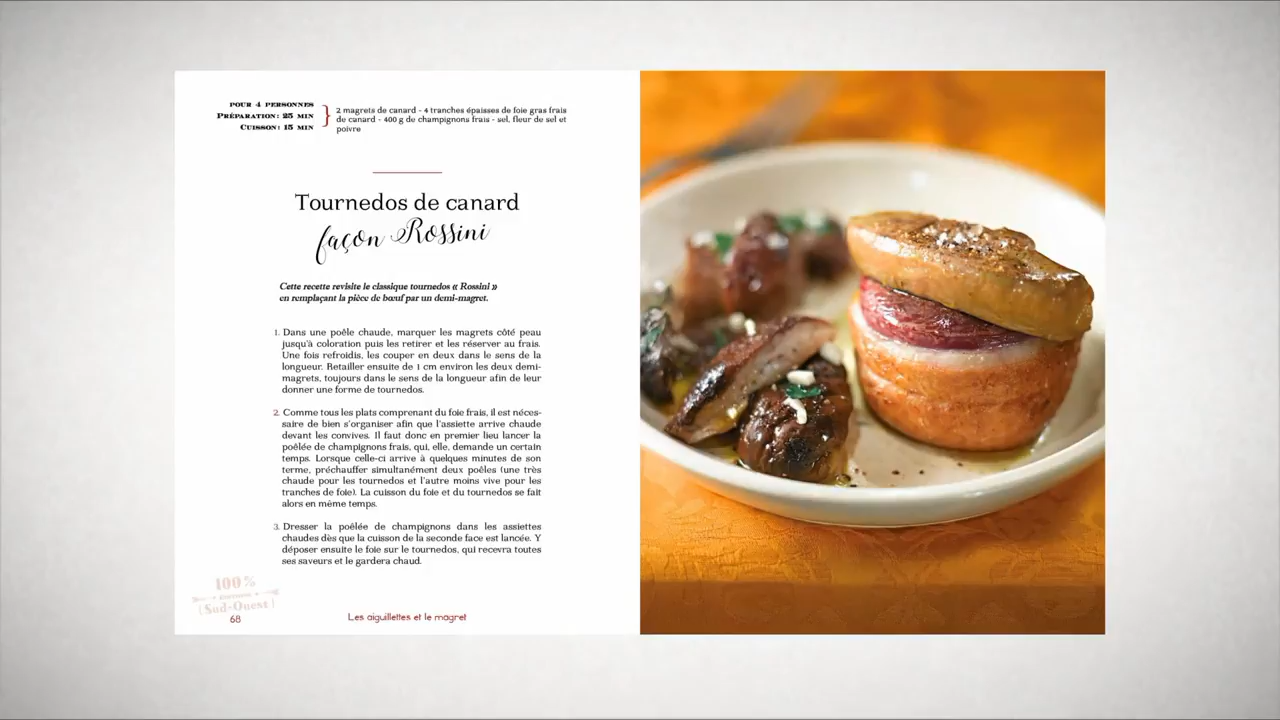 POUR 4 PERSONNES
PRÉPARATION: 25 MIN
CUISSON: 15 MIN
2 magrets de canard - 4 tranches épaisses de foie gras frais
de canard - 400 g de champignons frais - sel, fleur de sel et
poivre
Tournedos de canard
façon Rossini
Cette recette revisite le classique tournedos « Rossini »
en remplaçant la pièce de bœuf par un demi-magret.
1. Dans une poêle chaude, marquer les magrets côté peau
jusqu'à coloration puis les retirer et les réserver au frais.
Une fois refroidis, les couper en deux dans le sens de la
longueur. Retailler ensuite de 1 cm environ les deux demi-
magrets, toujours dans le sens de la longueur afin de leur
donner une forme de tournedos.
2. Comme tous les plats comprenant du foie frais, il est néces-
saire de bien s'organiser afin que l'assiette arrive chaude
devant les convives. Il faut donc en premier lieu lancer la
poêlée de champignons frais, qui, elle, demande un certain
temps. Lorsque celle-ci arrive à quelques minutes de son
terme, préchauffer simultanément deux poêles (une très
chaude pour les tournedos et l'autre moins vive pour les
tranches de foie). La cuisson du foie et du tournedos se fait
alors en même temps.
3. Dresser la poêlée de champignons dans les assiettes
chaudes dès que la cuisson de la seconde face est lancée. Y
déposer ensuite le foie sur le tournedos, qui recevra toutes
ses saveurs et le gardera chaud.
100%
Sud-Ouest
68
Les aiguillettes et le magret